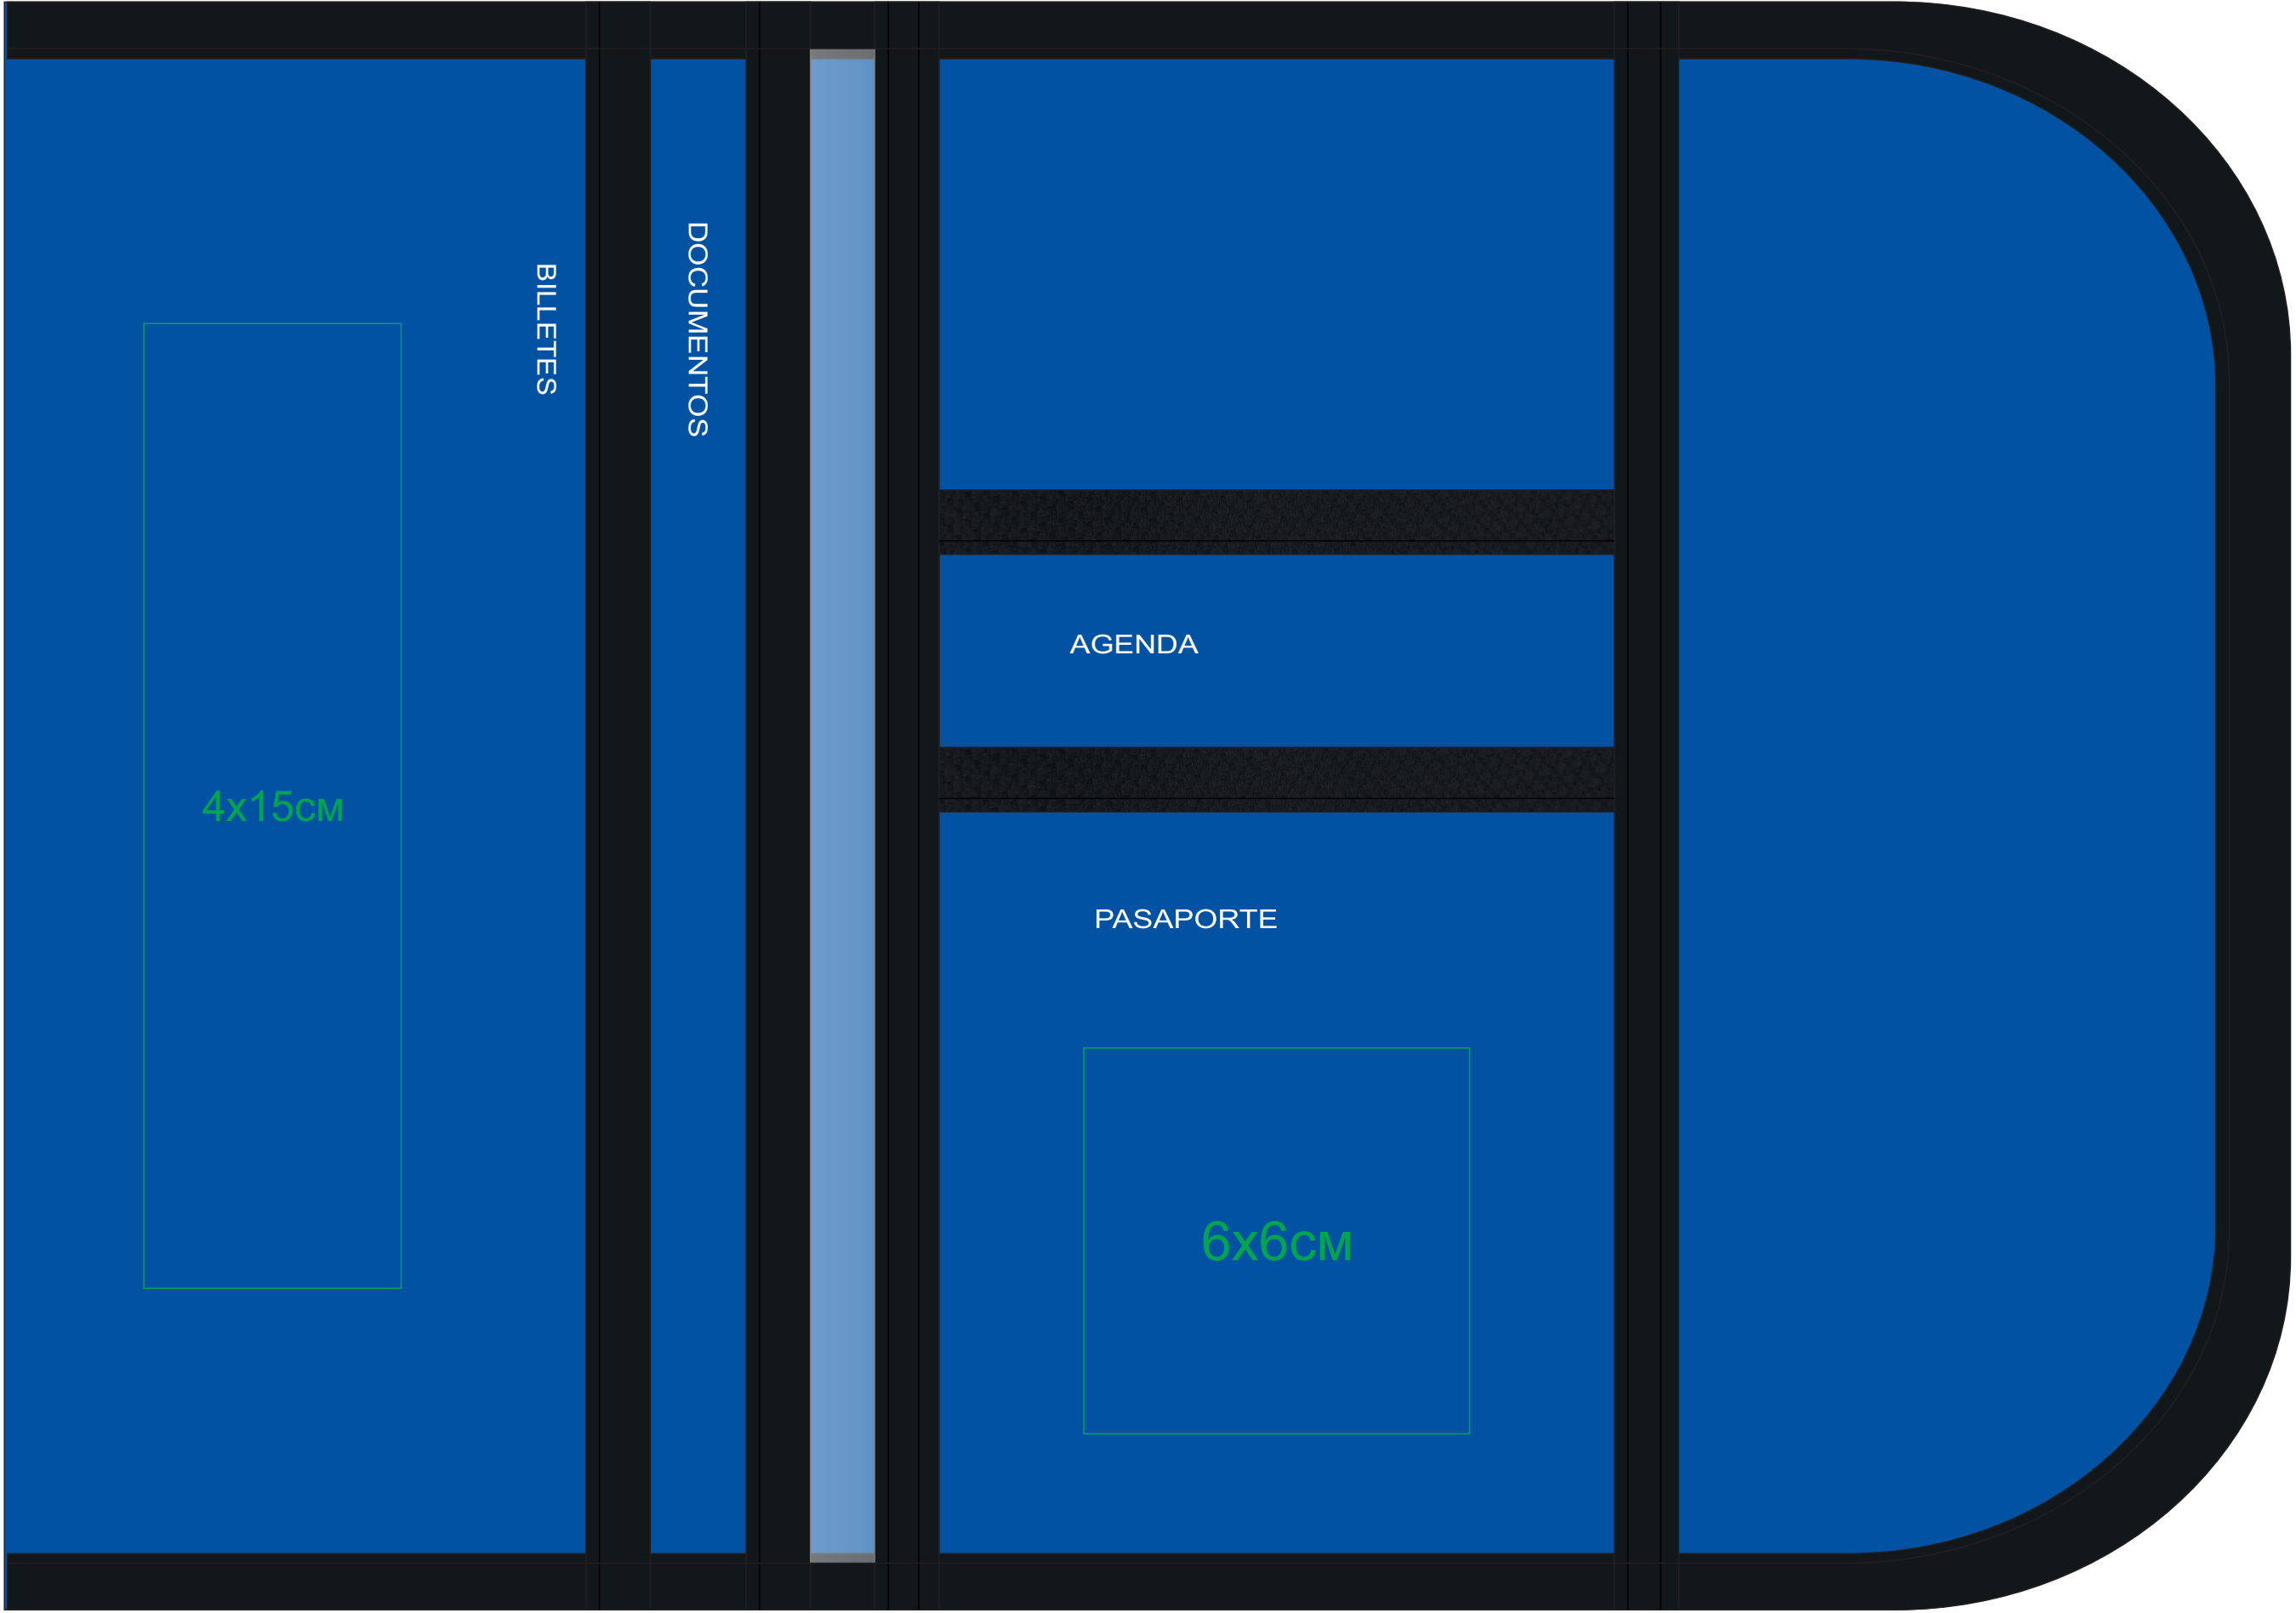 BILLETES
DOCUMENTOS
4x15см
AGENDA
PASAPORTE
6x6см